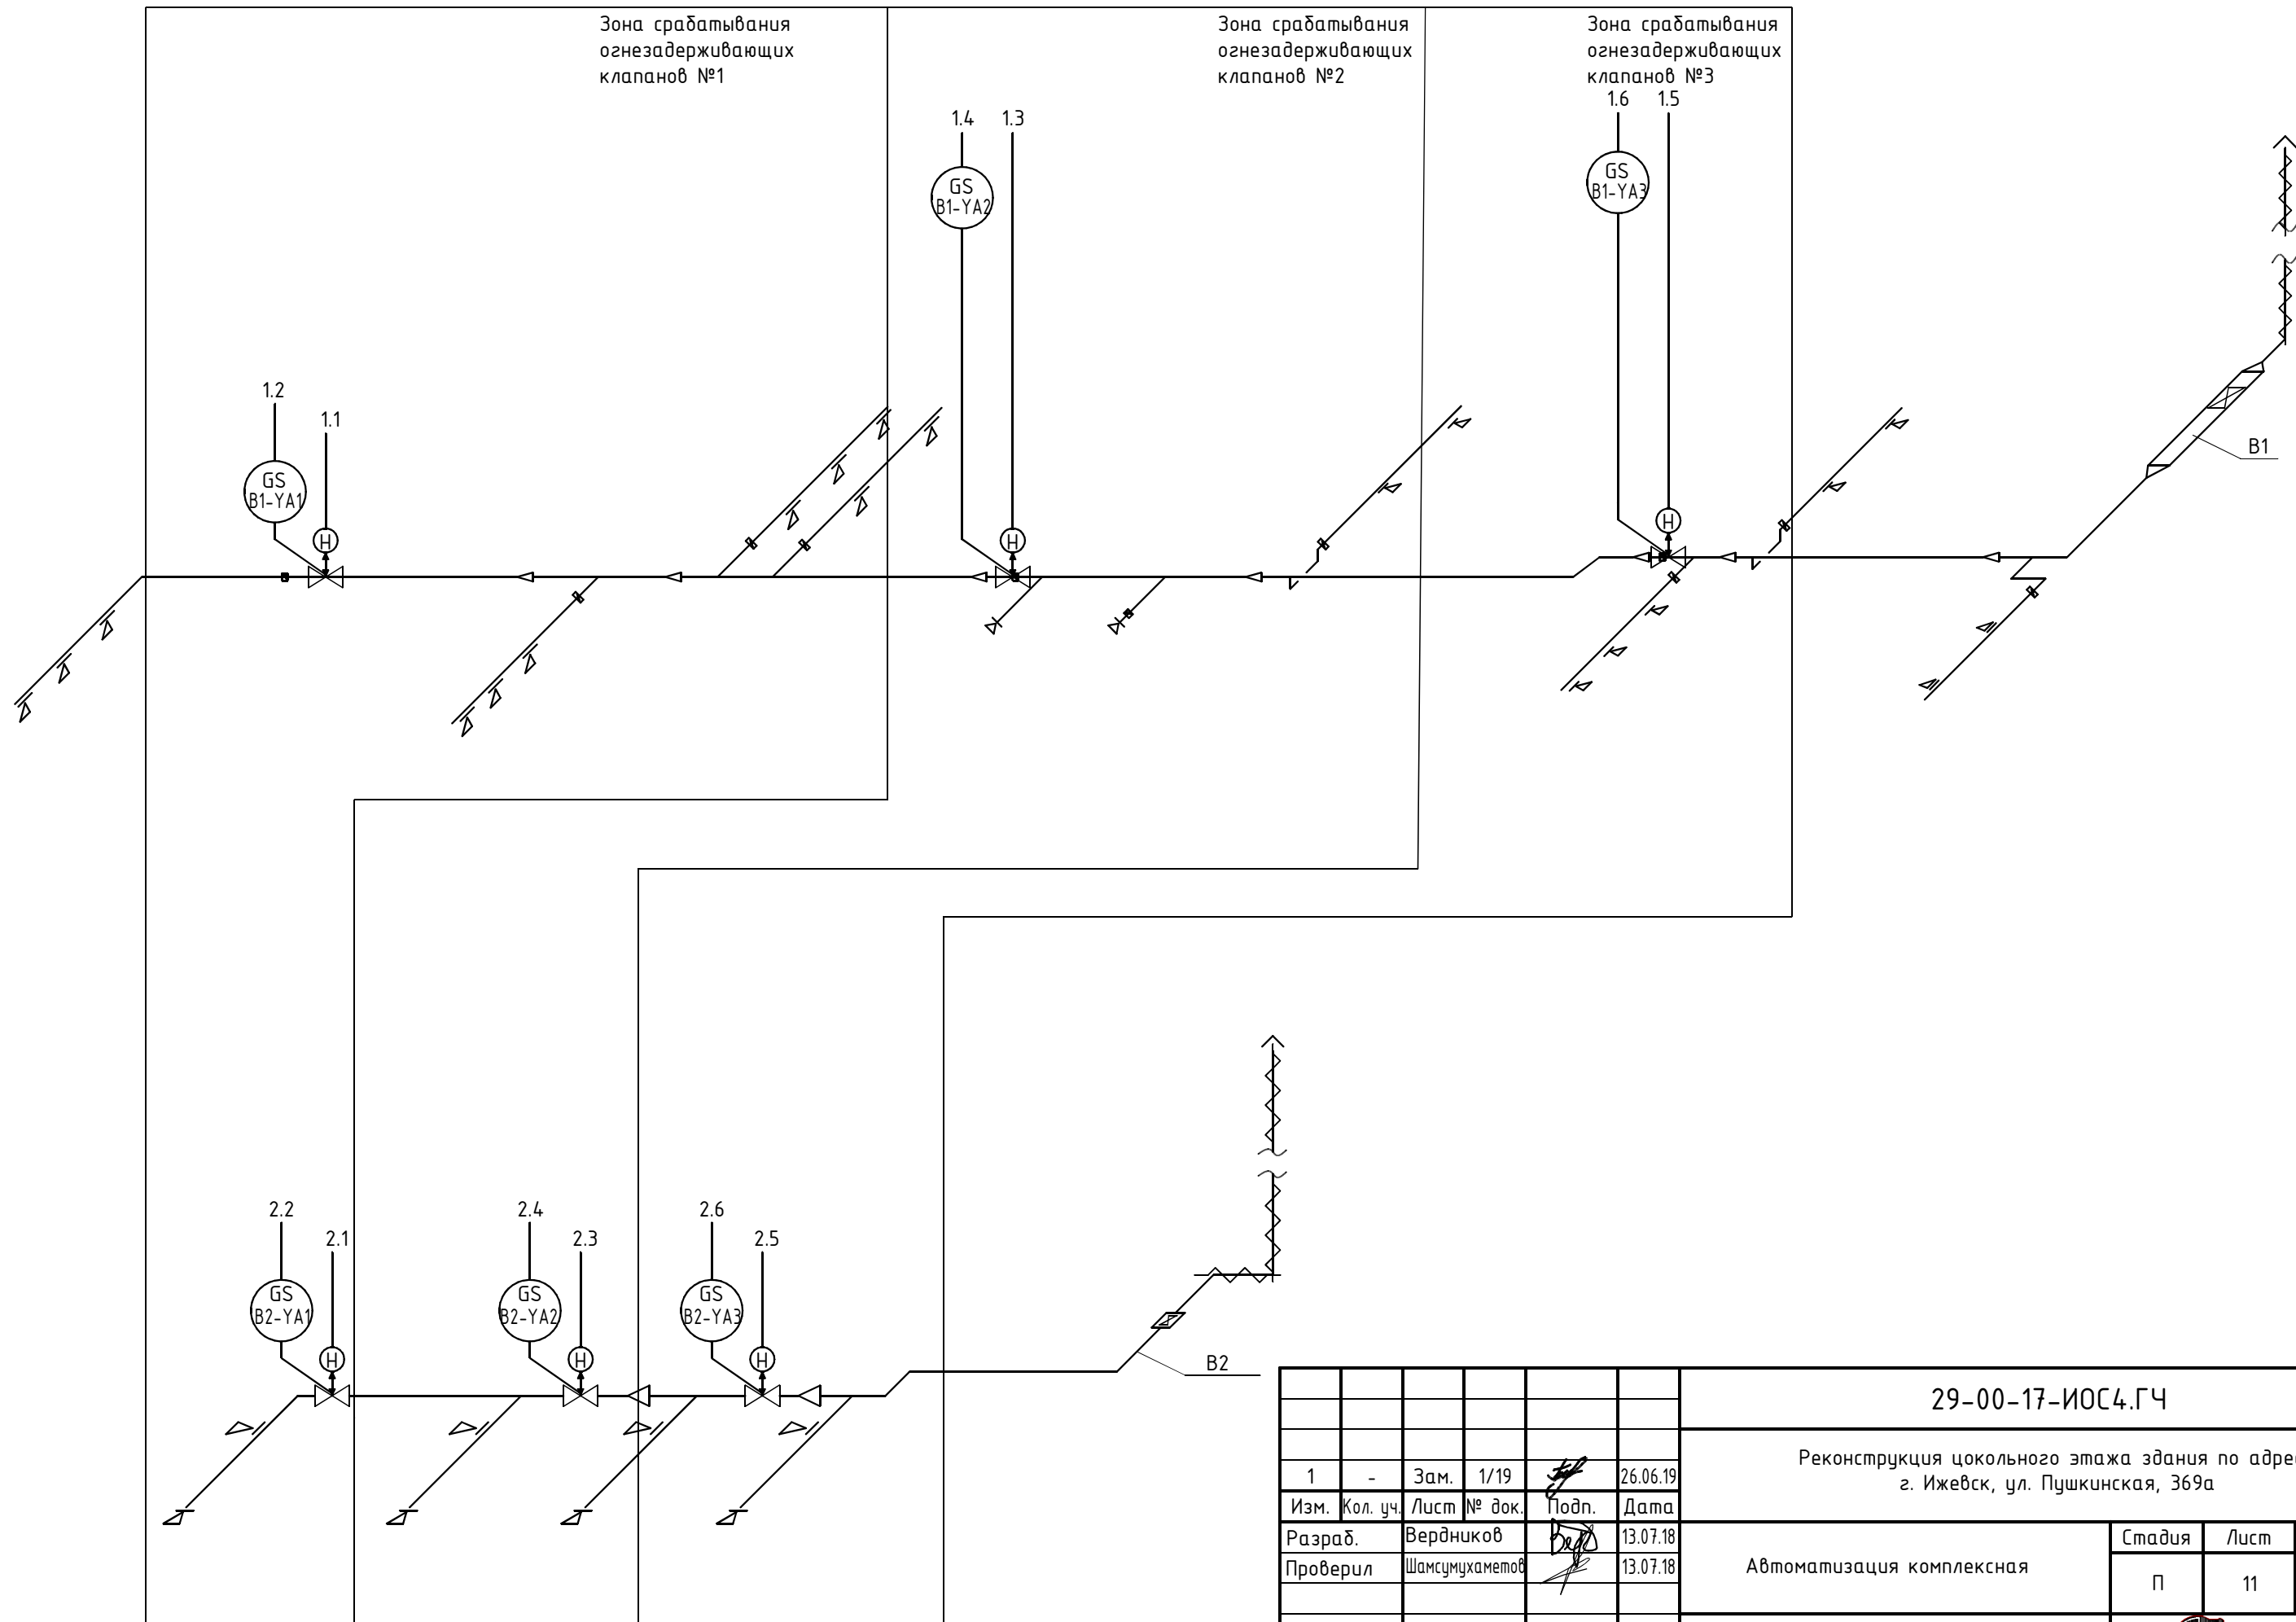 Зона срабатывания
огнезадерживающих
клапанов №1
Зона срабатывания
огнезадерживающих
клапанов №2
Зона срабатывания
огнезадерживающих
клапанов №3
1.6 1.5
1.4 1.3
GS
B1-YA3
GS
B1-YA2
1.2
1.1
B1
GS
B1-YA1
H
H
H
2.2
2.4
2.6
2.1
2.3
2.5
GS
B2-YA1
GS
B2-YA2
GS
B2-YA3
H
H
H
B2
29-00-17-ИОС4.ГЧ
Реконструкция цокольного этажа здания по
г. Ижевск, ул. Пушкинская, 369а
1 - Зам. 1/19 26.06.19
Изм. Кол. уч. Лист № док. Подп. Дата
Разраб. Вердников 13.07.18
Проверил Шамсумухаметов 13.07.18
Автоматизация комплексная
Стадия Лист
П 11